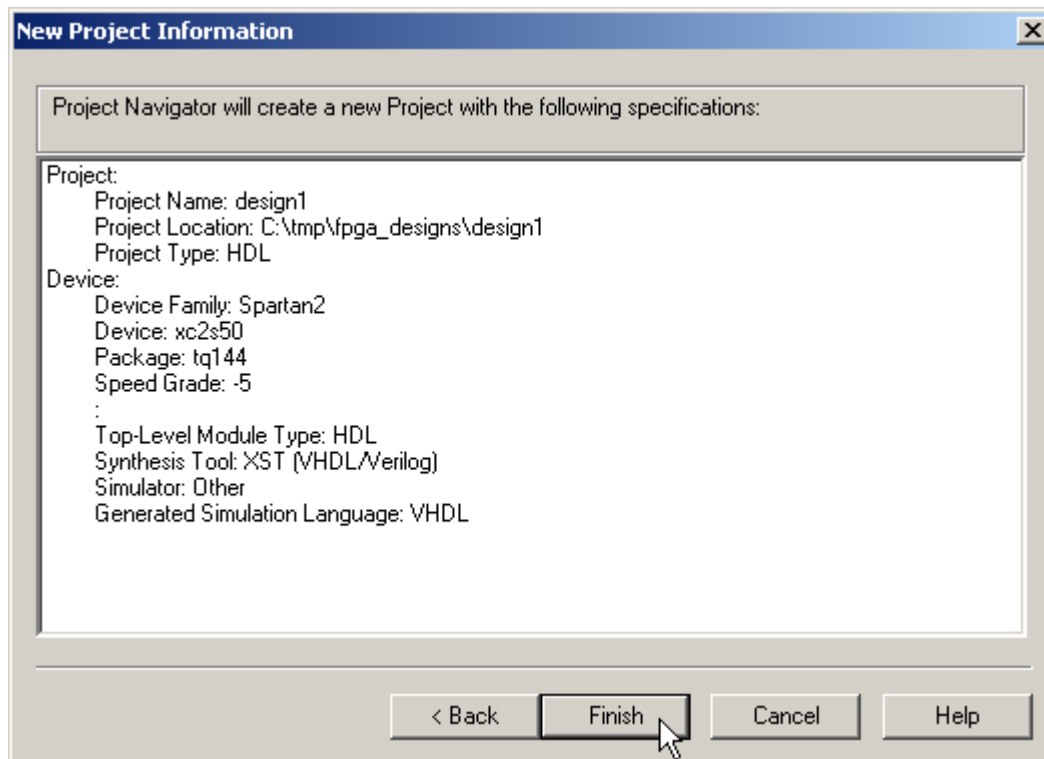 New Project Information
Project Navigator will create a new Project with the following specifications:
Project:
Project Name: design1
Project Location: C:\tmp\fpga_designs\design1
Project Type: HDL
Device:
Device Family: Spartan2
Device: xc2s50
Package: tq144
Speed Grade: -5
:
Top-Level Module Type: HDL
Synthesis Tool: XST (VHDL/Verilog)
Simulator: Other
Generated Simulation Language: VHDL
< Back Finish Cancel Help